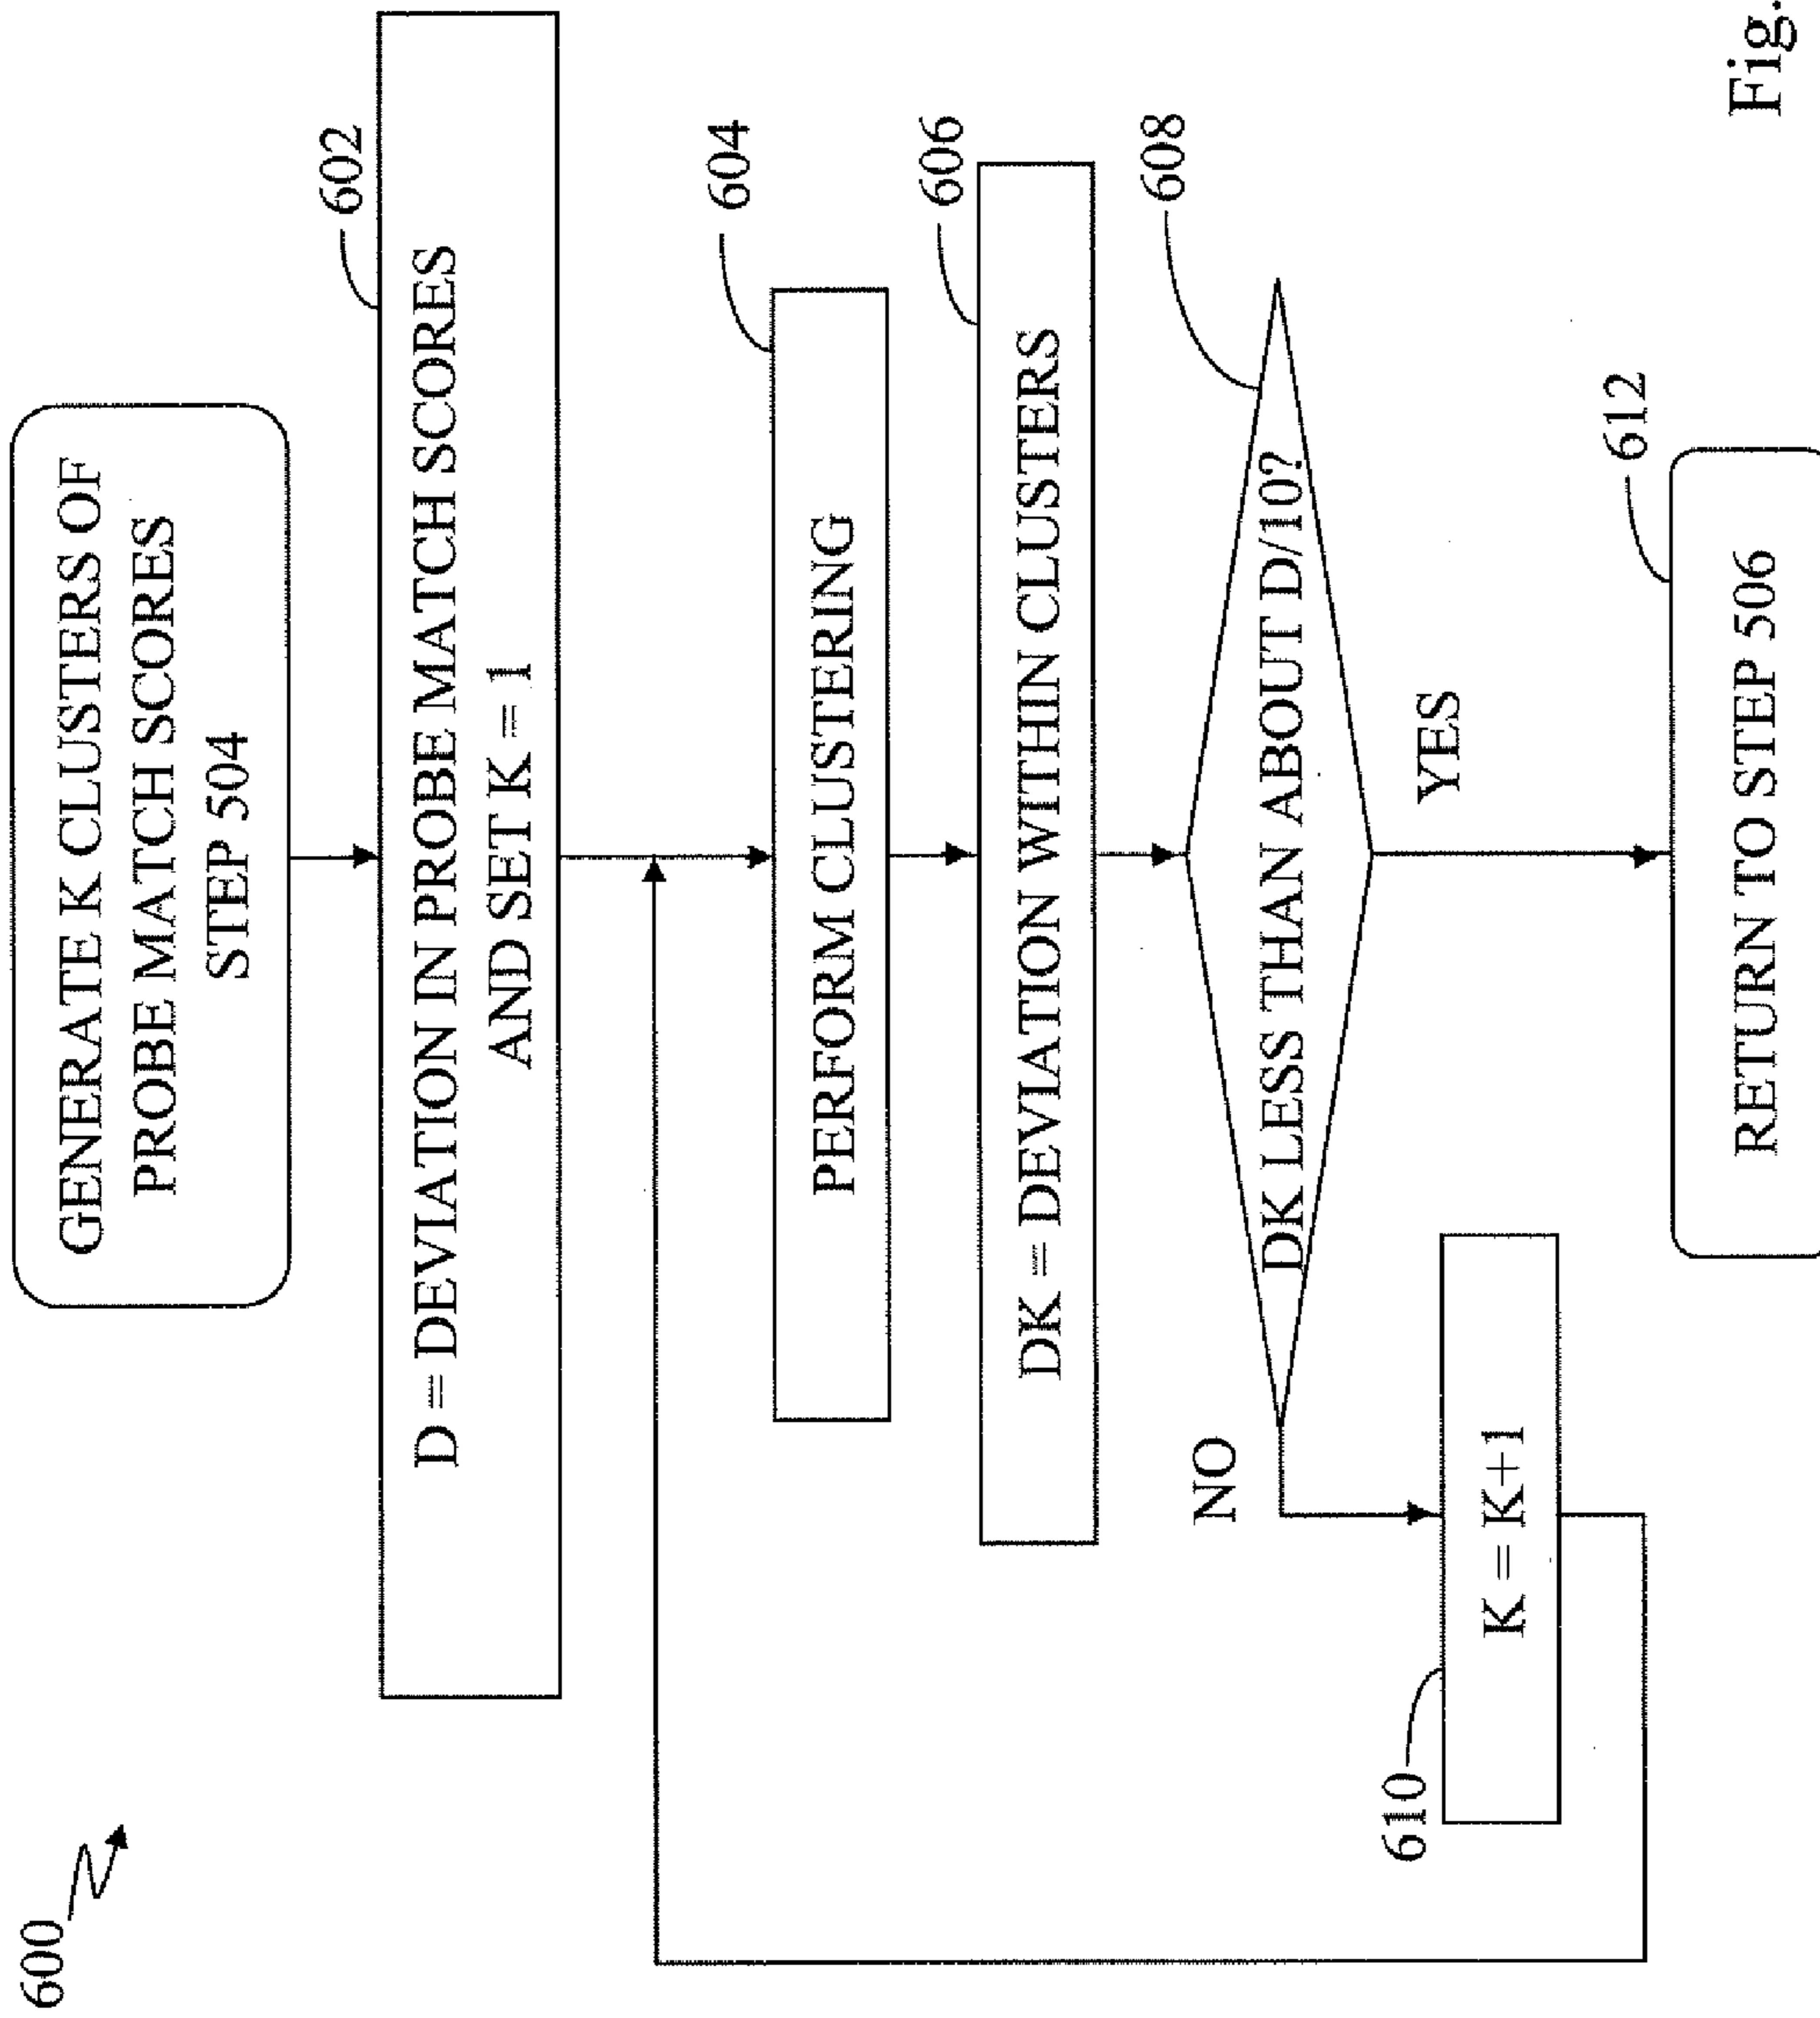 600
GENERATE K CLUSTERS OF
PROBE MATCH SCORES
STEP 504
602
D = DEVIATION IN PROBE MATCH SCORES
AND SET K = 1
604
PERFORM CLUSTERING
606
DK = DEVIATION WITHIN CLUSTERS
608
DK LESS THAN ABOUT D/10?
NO
YES
610
K = K+1
612
RETURN TO STEP 506
Fig.